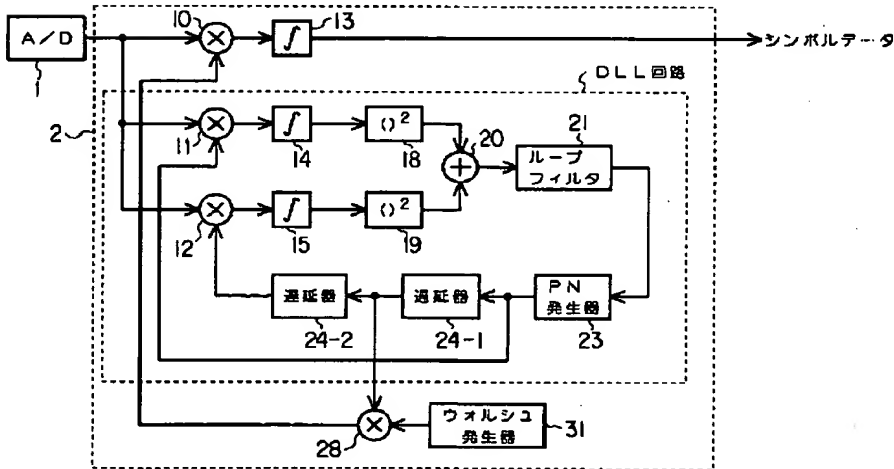 A/D
1
10
13
シンボルデータ
DLL回路
2
11
14
()²
18
20
21
ループ
フィルタ
12
15
()²
19
遅延器
24-2
遅延器
24-1
PN
発生器
23
28
ウォルシュ
発生器
31